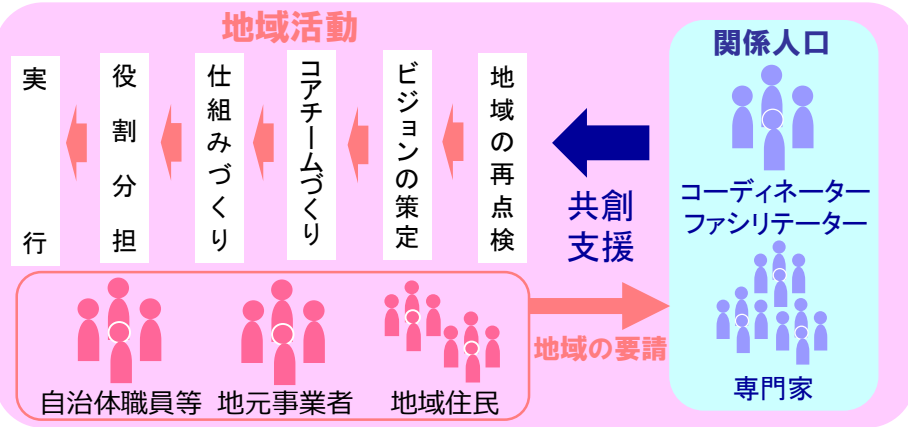 地域活動
関係人口
地域の再点検
ビジョンの策定
コアチームづくり
仕組みづくり
役割分担
実行
共創
支援
コーディネーター
ファシリテーター
専門家
地域の要請
自治体職員等
地元事業者
地域住民